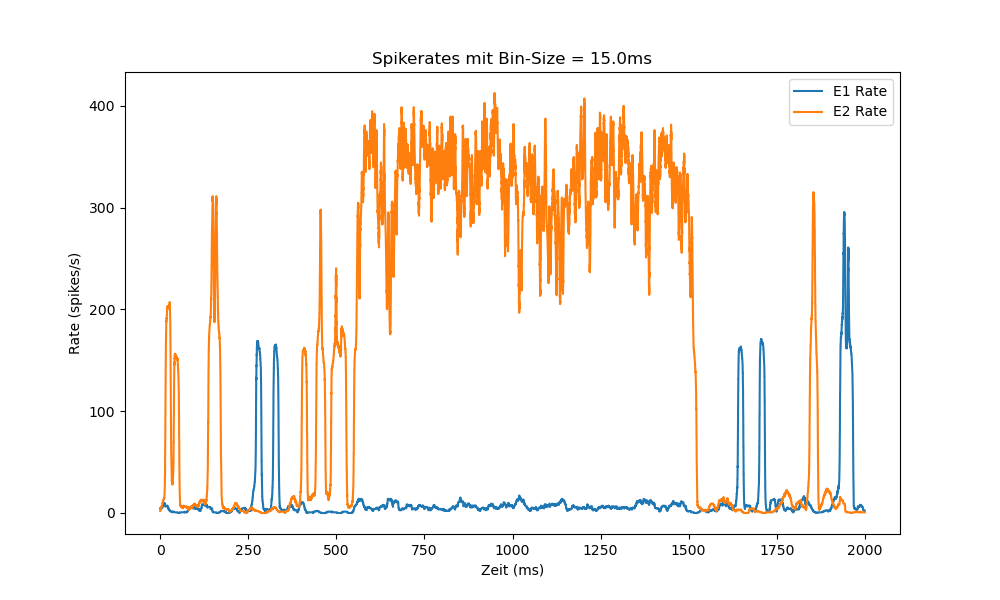 Spikerates mit Bin-Size = 15.0ms
E1 Rate
E2 Rate
400
300
200
100
0
Rate (spikes/s)
0 250 500 750 1000 1250 1500 1750 2000
Zeit (ms)